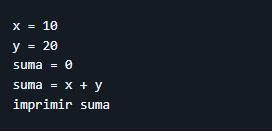 x = 10
y = 20
suma = 0
suma = x + y
imprimir suma